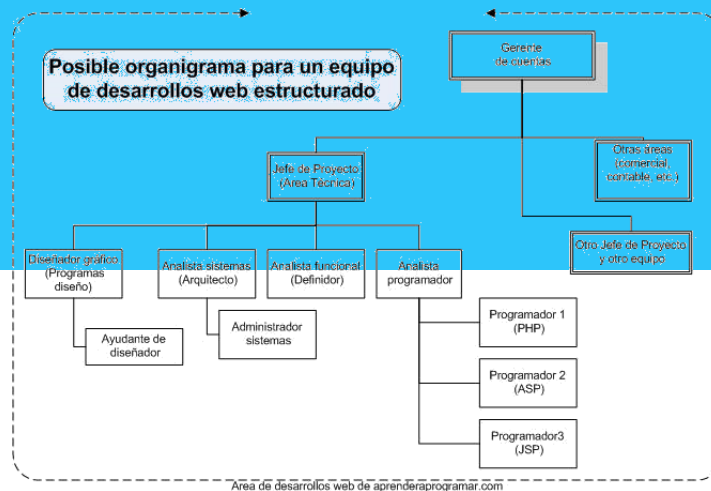 Posible organigrama para un equipo
de desarrollos web estructurado
Gerente
de cuentas
Otras áreas
(comercial,
contable, etc.)
Jefe de Proyecto
(Area Técnica)
Otro Jefe de Proyecto
y otro equipo
Diseñador gráfico
(Programas
diseño)
Analista sistemas
(Arquitecto)
Analista funcional
(Definidor)
Analista
programador
Ayudante de
diseñador
Administrador
sistemas
Programador 1
(PHP)
Programador 2
(ASP)
Programador3
(JSP)
Area de desarrollos web de aprenderaprogramar.com